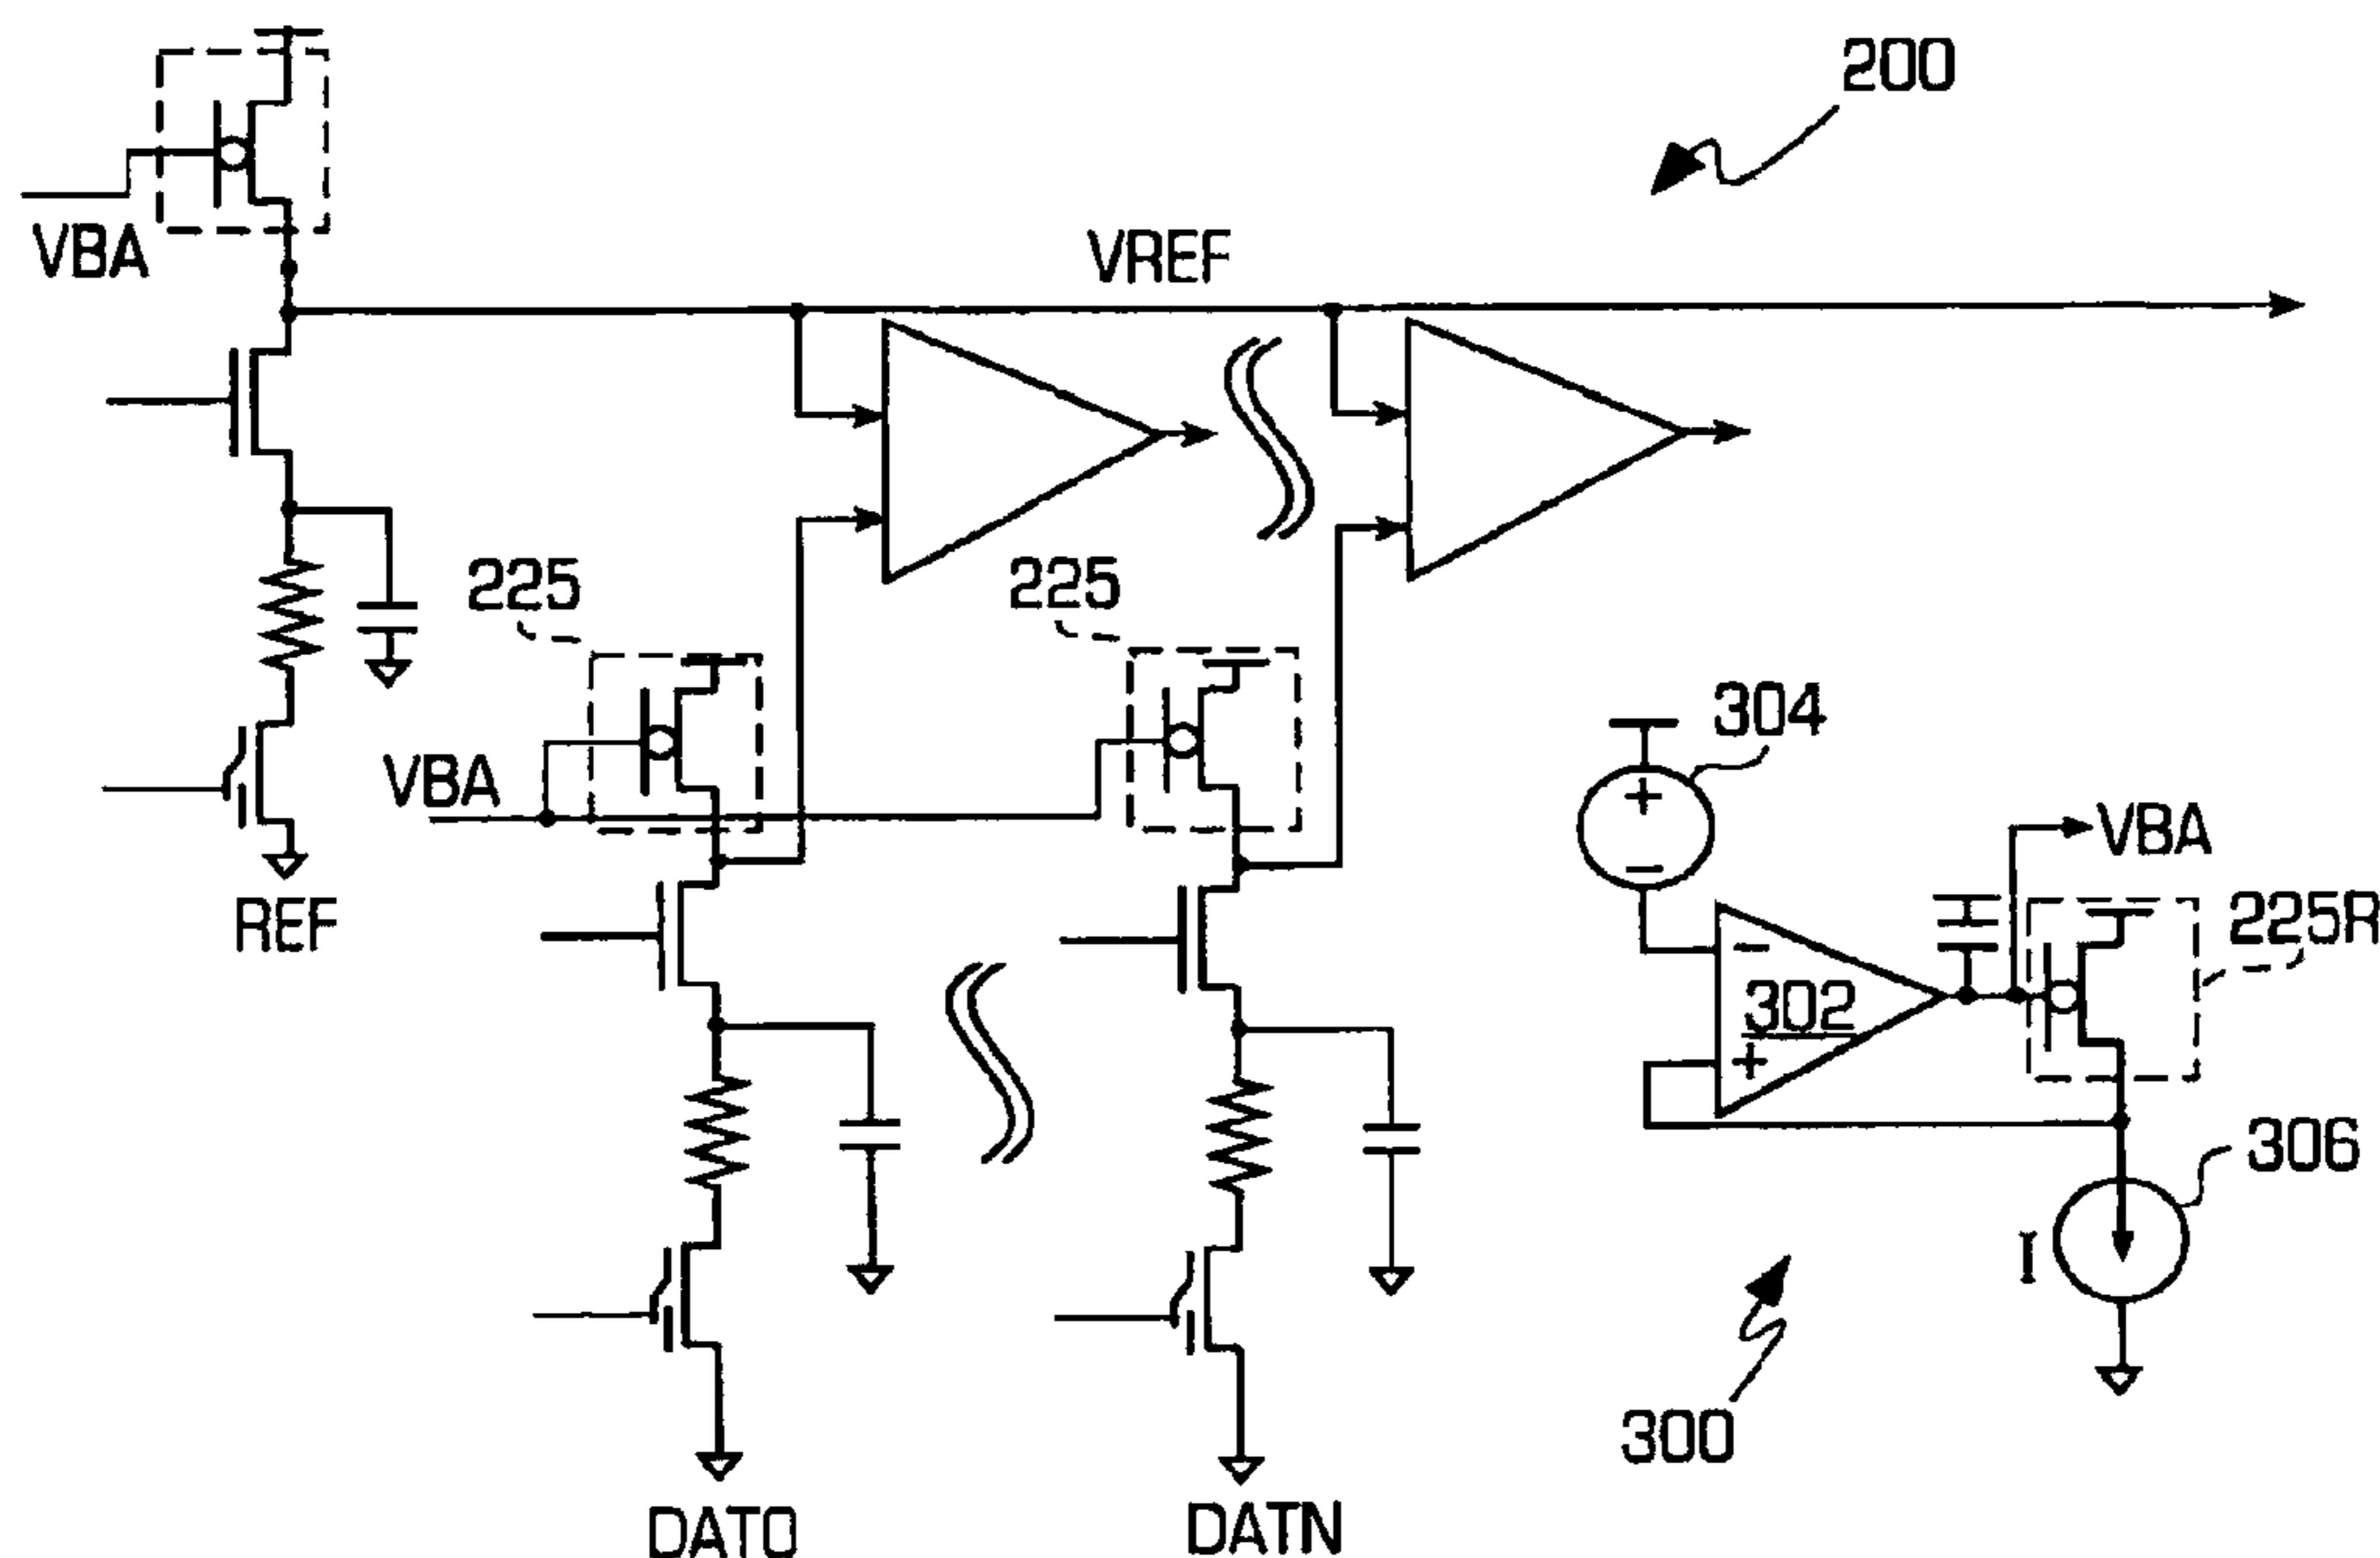 200
VBA
VREF
225
225
304
VBA
VBA
225R
REF
-
302
+
+
-
306
I
300
DAT0
DATN